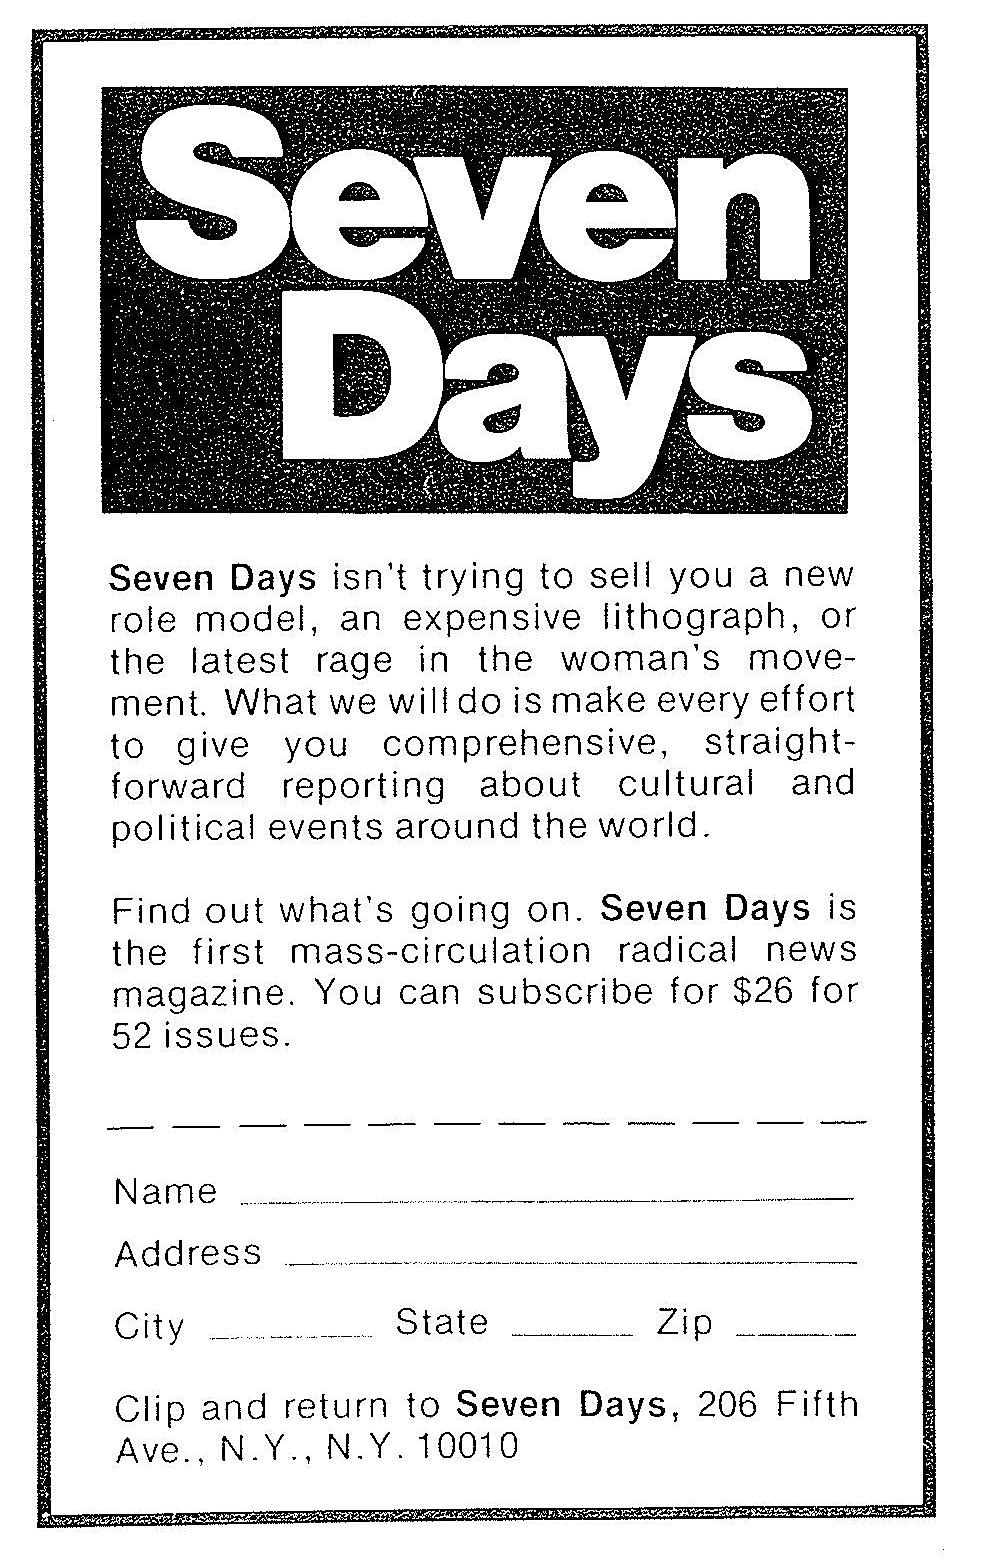 Seven
Days
Seven Days isn't trying to sell you a new
role model, an expensive lithograph, or
the latest rage in the woman's move-
ment. What we will do is make every effort
to give you comprehensive, straight-
forward reporting about cultural and
political events around the world.
Find out what's going on. Seven Days is
the first mass-circulation radical news
magazine. You can subscribe for $26 for
52 issues.
Name
Address
City State Zip
Clip and return to Seven Days, 206 Fifth
Ave., N.Y., N.Y. 10010